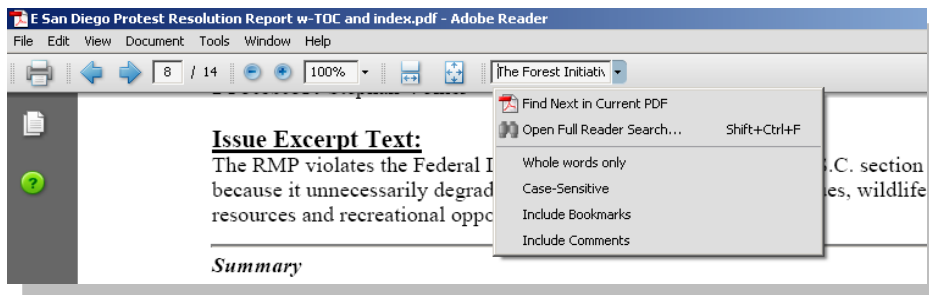 E San Diego Protest Resolution Report w-TOC and index.pdf - Adobe Reader
File Edit View Document Tools Window Help
8 / 14 100% The Forest Initiativ
Find Next in Current PDF
Open Full Reader Search... Shift+Ctrl+F
Whole words only
Case-Sensitive
Include Bookmarks
Include Comments
Issue Excerpt Text:
The RMP violates the Federal L .C. section
because it unnecessarily degrad es, wildlife
resources and recreational oppo
Summary